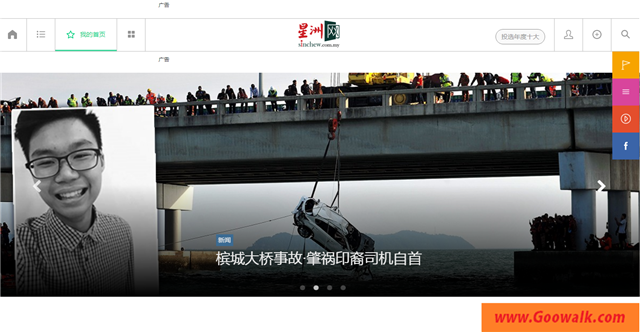 广告
我的首页
星洲网
sinchew.com.my
投选年度十大
广告
新闻
槟城大桥事故·肇祸印裔司机自首
www.Goowalk.com